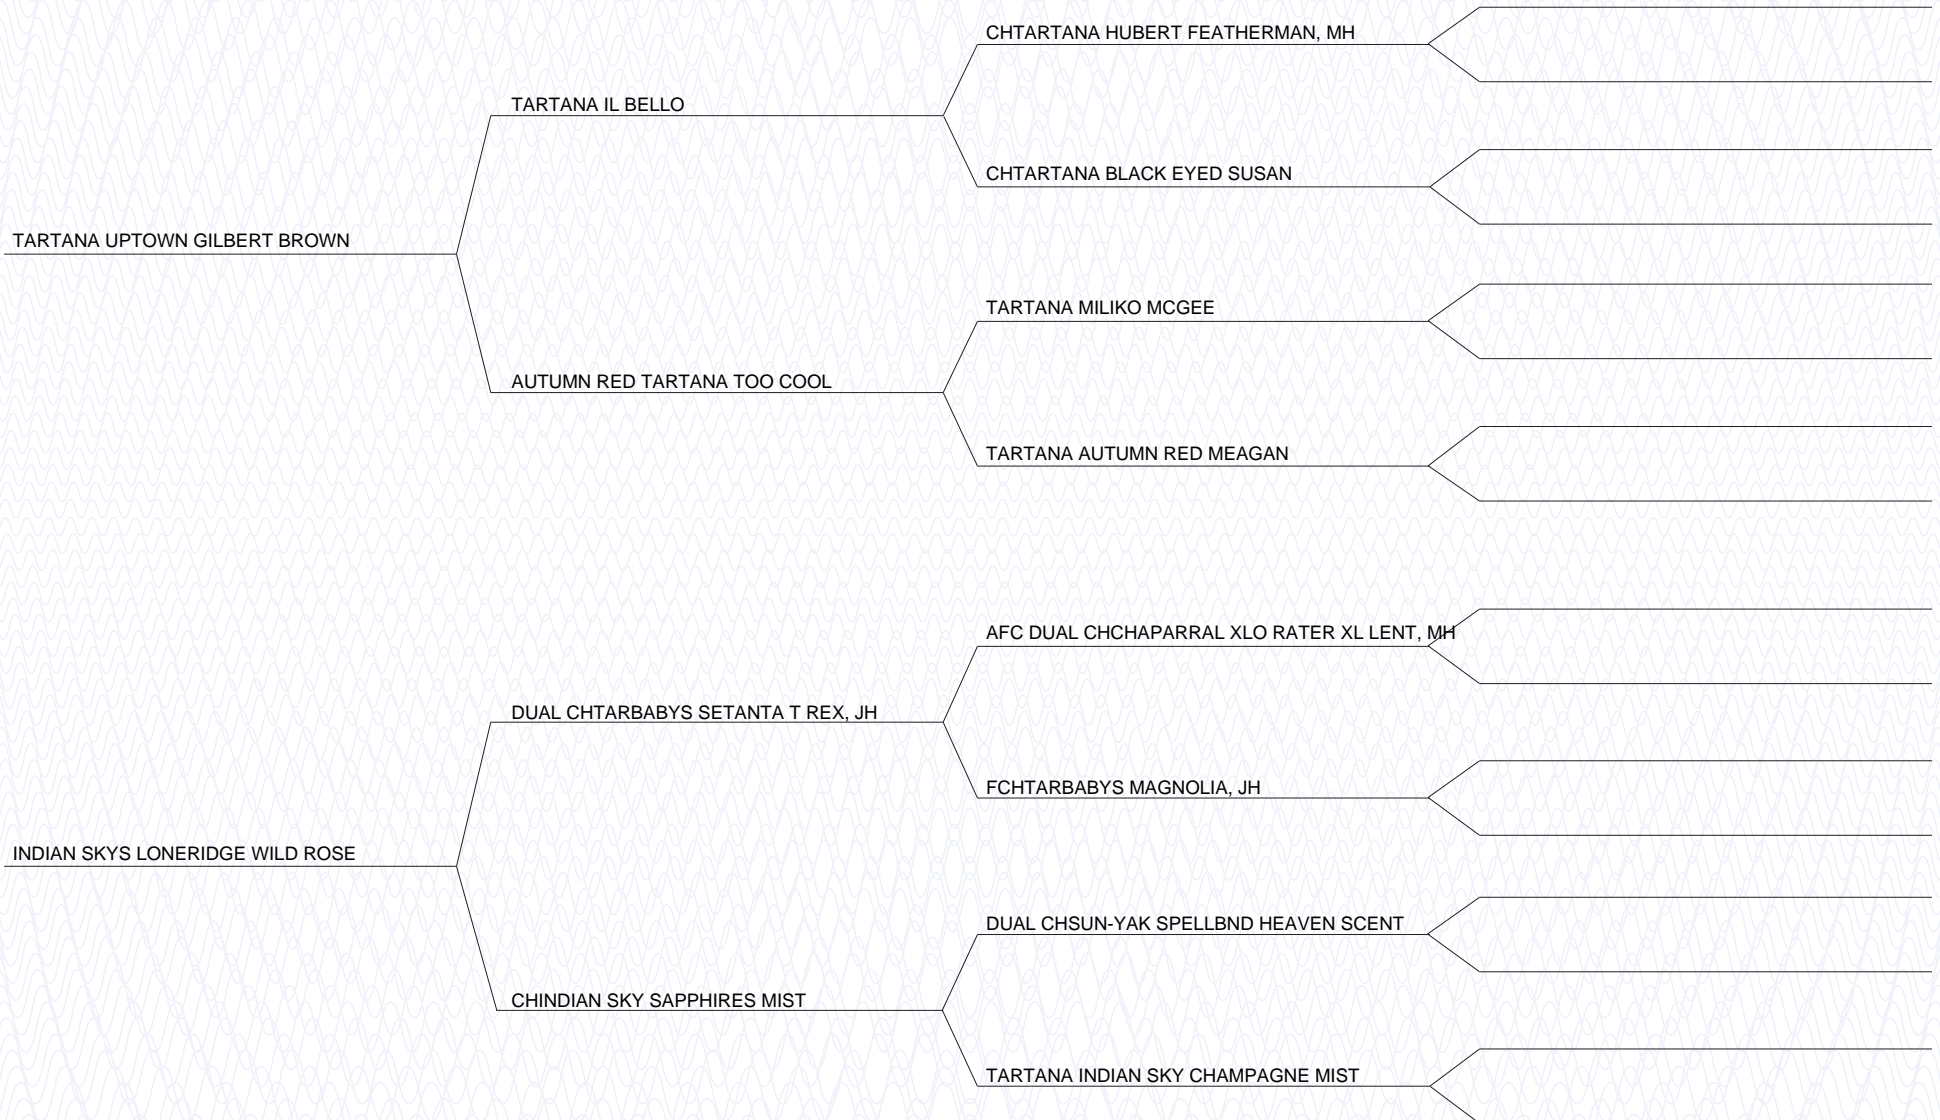 CHTARTANA HUBERT FEATHERMAN, MH
TARTANA IL BELLO
CHTARTANA BLACK EYED SUSAN
TARTANA UPTOWN GILBERT BROWN
TARTANA MILIKO MCGEE
AUTUMN RED TARTANA TOO COOL
TARTANA AUTUMN RED MEAGAN
AFC DUAL CHCHAPARRAL XLO RATER XL LENT, MH
DUAL CHTARBABYS SETANTA T REX, JH
FCHTARBABYS MAGNOLIA, JH
INDIAN SKYS LONERIDGE WILD ROSE
DUAL CHSUN-YAK SPELLBND HEAVEN SCENT
CHINDIAN SKY SAPPHIRES MIST
TARTANA INDIAN SKY CHAMPAGNE MIST